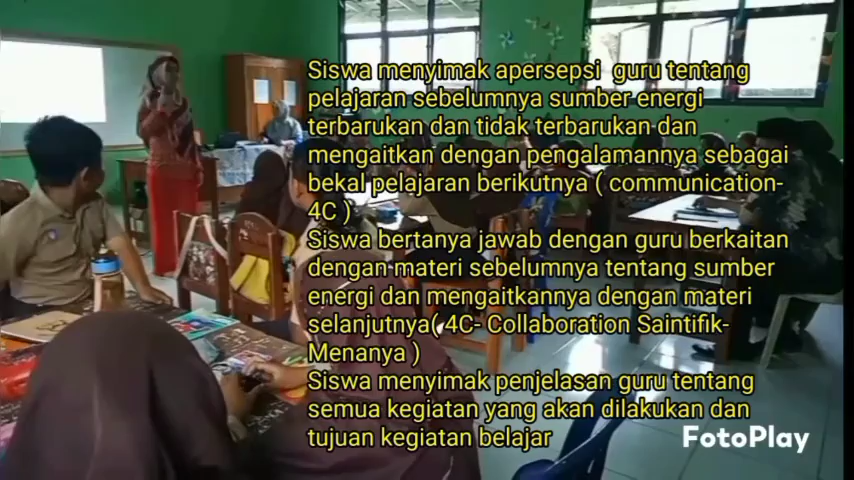 Siswa menyimak apersepsi guru tentang
pelajaran sebelumnya sumber energi
terbarukan dan tidak terbarukan dan
mengaitkan dengan pengalamannya sebagai
bekal pelajaran berikutnya ( communication-
4C )
Siswa bertanya jawab dengan guru berkaitan
dengan materi sebelumnya tentang sumber
energi dan mengaitkannya dengan materi
selanjutnya( 4C- Collaboration Saintifik-
Menanya )
Siswa menyimak penjelasan guru tentang
semua kegiatan yang akan dilakukan dan
tujuan kegiatan belajar
FotoPlay